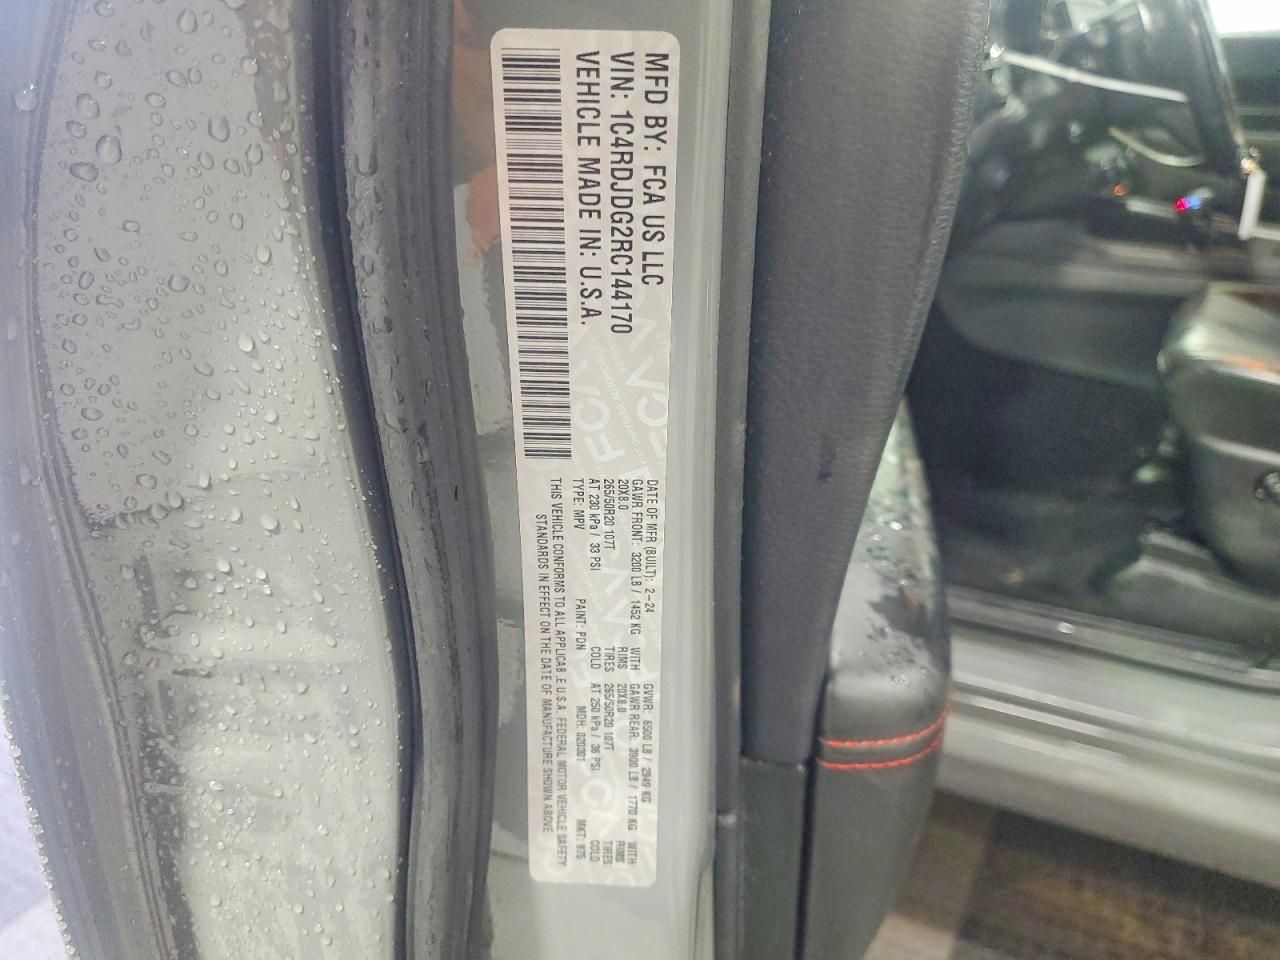 MFD BY: FCA US LLC
VIN: 1C4RDJDG2RC144170
VEHICLE MADE IN: U.S.A.
DATE OF MFR (BUILT): 2-24 GVWR: 6500 LB / 2949 KG
GAWR FRONT: 3200 LB / 1452 KG WITH GAWR REAR: 3900 LB / 1770 KG WITH
20X8.0 RIMS 20X8.0 RIMS
265/50R20 107T TIRES 265/50R20 107T TIRES
AT 230 kPa / 33 PSI COLD AT 250 kPa / 36 PSI COLD
TYPE: MPV PAINT: PDN MDH: 020301 MKT:
THIS VEHICLE CONFORMS TO ALL APPLICABLE U.S.A. FEDERAL MOTOR VEHICLE SAFETY
STANDARDS IN EFFECT ON THE DATE OF MANUFACTURE SHOWN ABOVE.
FCA